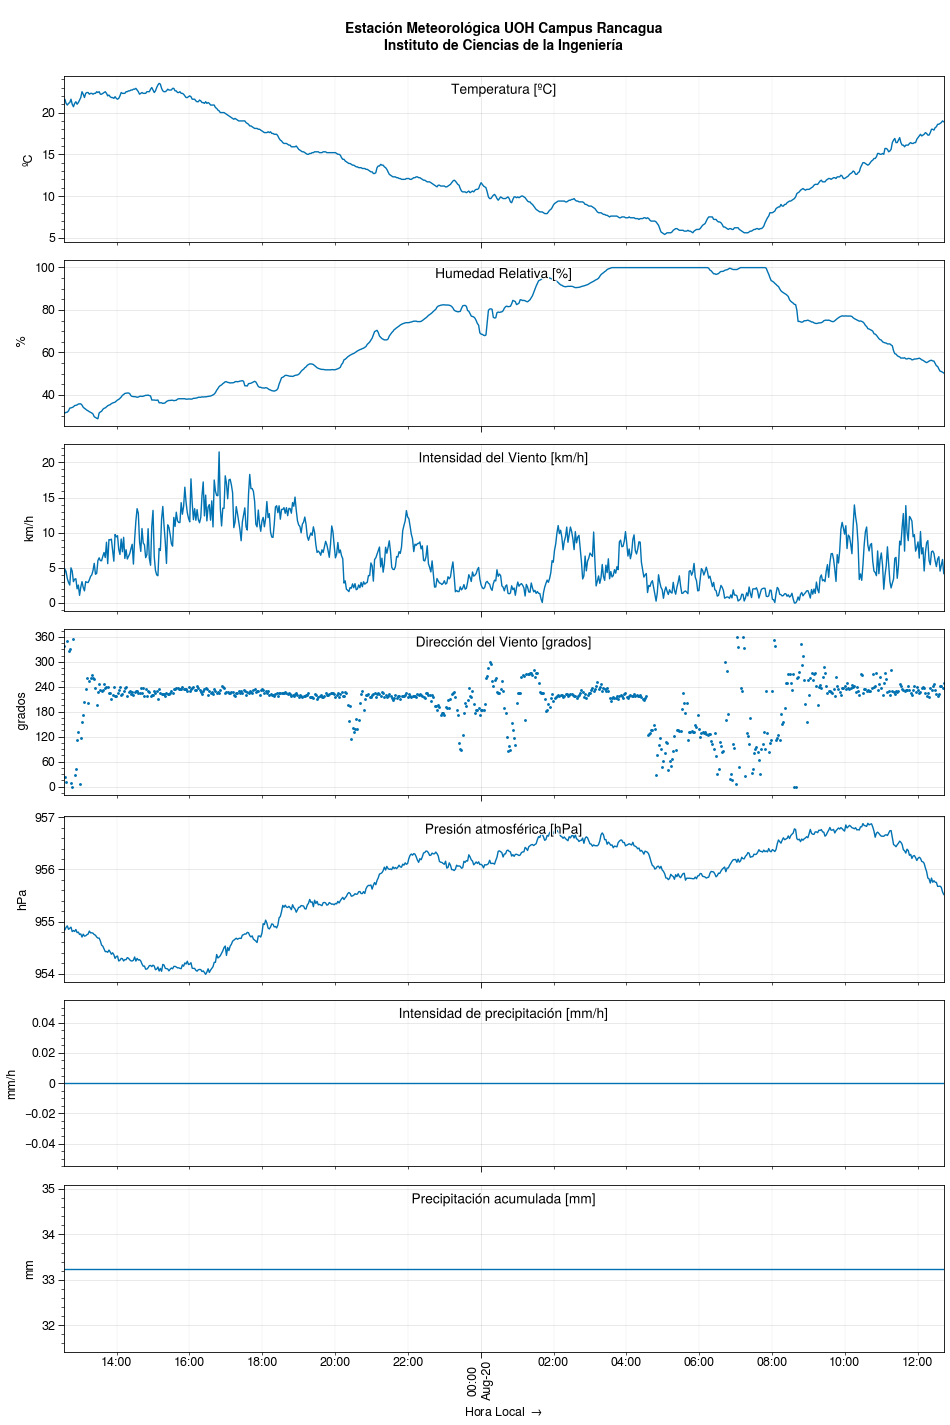 Estación Meteorológica UOH Campus Rancagua
Instituto de Ciencias de la Ingeniería
Temperatura [ºC]
ºC
20
15
10
5
Humedad Relativa [%]
%
100
80
60
40
Intensidad del Viento [km/h]
km/h
20
15
10
5
0
Dirección del Viento [grados]
grados
360
300
240
180
120
60
0
Presión atmosférica [hPa]
hPa
957
956
955
954
Intensidad de precipitación [mm/h]
mm/h
0.04
0.02
0
−0.02
−0.04
Precipitación acumulada [mm]
mm
35
34
33
32
14:00 16:00 18:00 20:00 22:00 00:00 02:00 04:00 06:00 08:00 10:00 12:00
Aug-20
Hora Local →